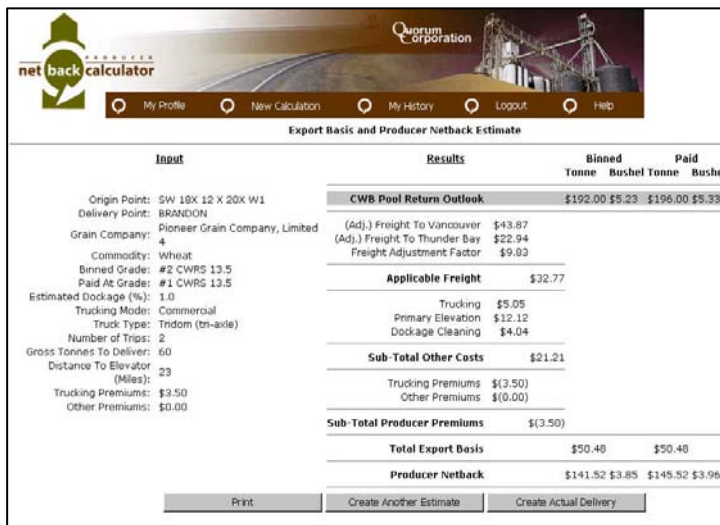 Quorum
Corporation
PRODUCER
net back calculator
My Profile
New Calculation
My History
Logout
Help
Export Basis and Producer Netback Estimate
Input
Results
Binned Paid
Tonne Bushel Tonne Bushe
Origin Point: SW 18X 12 X 20X W1
Delivery Point: BRANDON
Grain Company: Pioneer Grain Company, Limited
4
Commodity: Wheat
Binned Grade: #2 CWRS 13.5
Paid At Grade: #1 CWRS 13.5
Estimated Dockage (%): 1.0
Trucking Mode: Commercial
Truck Type: Tridom (tri-axle)
Number of Trips: 2
Gross Tonnes To Deliver: 60
Distance To Elevator
(Miles): 23
Trucking Premiums: $3.50
Other Premiums: $0.00
CWB Pool Return Outlook $192.00 $5.23 $196.00 $5.33
(Adj.) Freight To Vancouver $43.87
(Adj.) Freight To Thunder Bay $22.94
Freight Adjustment Factor $9.83
Applicable Freight $32.77
Trucking $5.05
Primary Elevation $12.12
Dockage Cleaning $4.04
Sub-Total Other Costs $21.21
Trucking Premiums $(3.50)
Other Premiums $(0.00)
Sub-Total Producer Premiums $(3.50)
Total Export Basis $50.48 $50.48
Producer Netback $141.52 $3.85 $145.52 $3.96
Print
Create Another Estimate
Create Actual Delivery